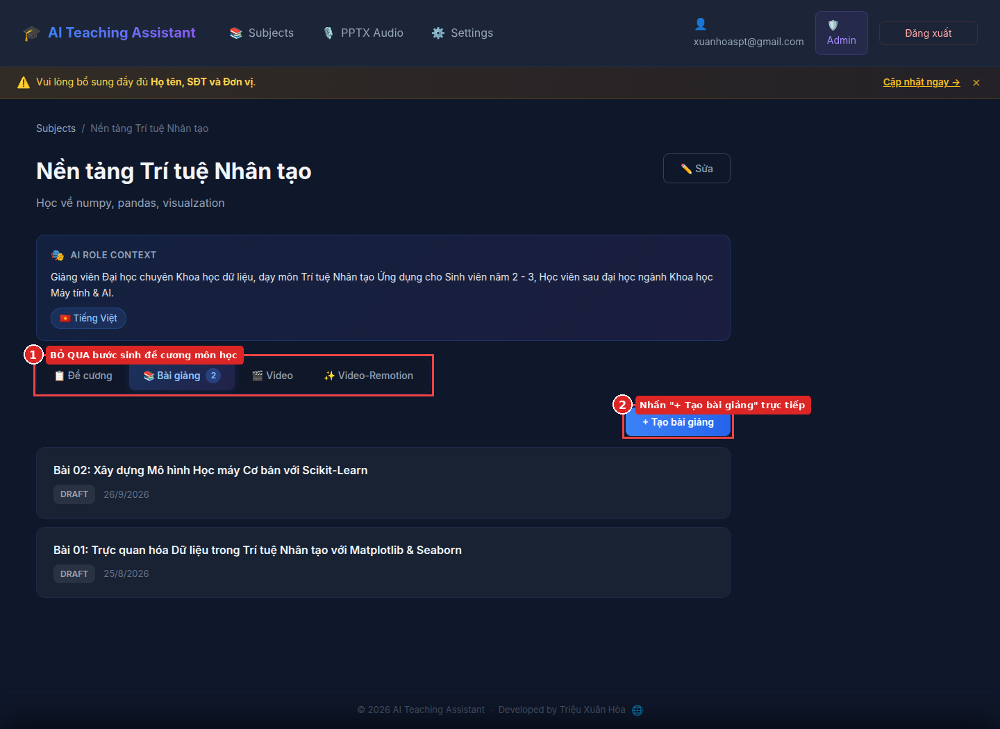 AI Teaching Assistant
Subjects
PPTX Audio
Settings
xuanhoaspt@gmail.com
Admin
Đăng xuất
Vui lòng bổ sung đầy đủ Họ tên, SĐT và Đơn vị.
Cập nhật ngay →
×
Subjects / Nền tảng Trí tuệ Nhân tạo
Nền tảng Trí tuệ Nhân tạo
Sửa
Học về numpy, pandas, visualzation
AI ROLE CONTEXT
Giảng viên Đại học chuyên Khoa học dữ liệu, dạy môn Trí tuệ Nhân tạo Ứng dụng cho Sinh viên năm 2 - 3, Học viên sau đại học ngành Khoa học
Máy tính & AI.
Tiếng Việt
1 BỎ QUA bước sinh đề cương môn học
Đề cương
Bài giảng 2
Video
Video-Remotion
2 Nhấn "+ Tạo bài giảng" trực tiếp
+ Tạo bài giảng
Bài 02: Xây dựng Mô hình Học máy Cơ bản với Scikit-Learn
DRAFT 26/9/2026
Bài 01: Trực quan hóa Dữ liệu trong Trí tuệ Nhân tạo với Matplotlib & Seaborn
DRAFT 25/8/2026
© 2026 AI Teaching Assistant · Developed by Triệu Xuân Hòa